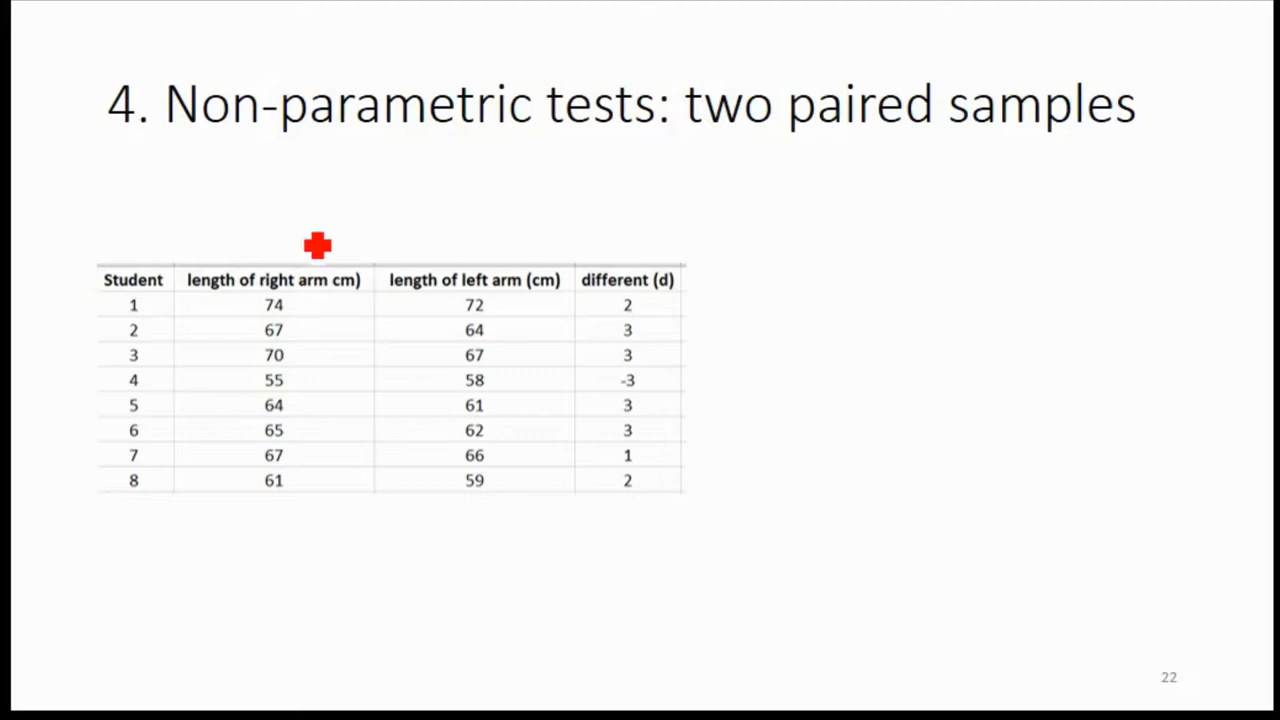 4. Non-parametric tests: two paired samples
Student length of right arm cm) length of left arm (cm) different (d)
1 74 72 2
2 67 64 3
3 70 67 3
4 55 58 -3
5 64 61 3
6 65 62 3
7 67 66 1
8 61 59 2
22